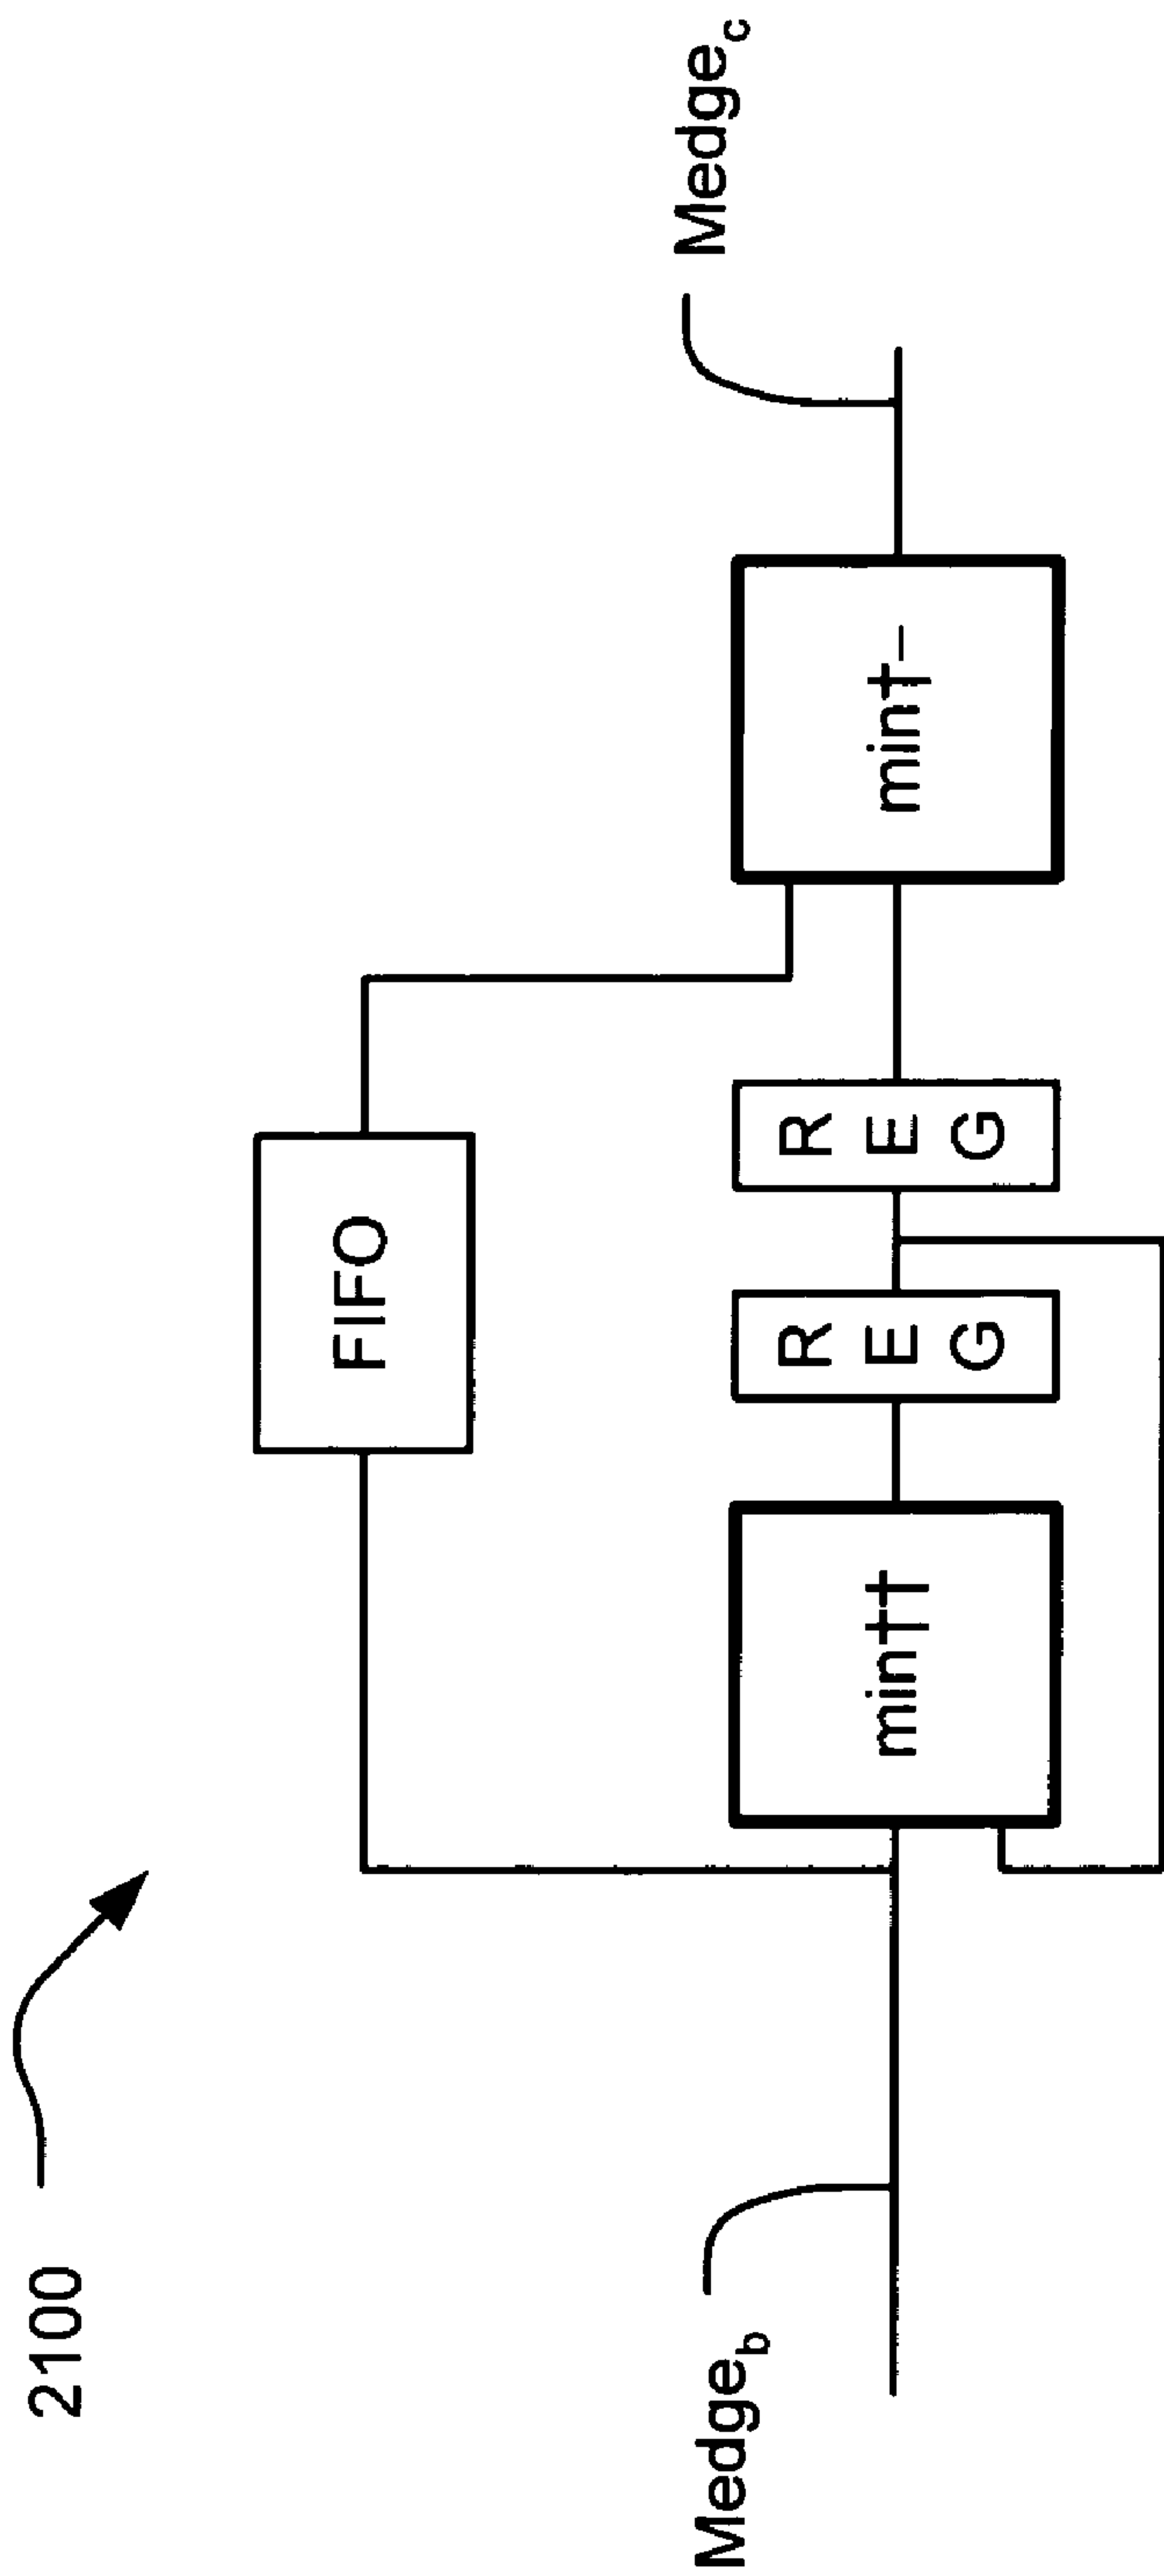 2100
FIFO
Medge_b
min††
R
E
G
R
E
G
min†−
Medge_c